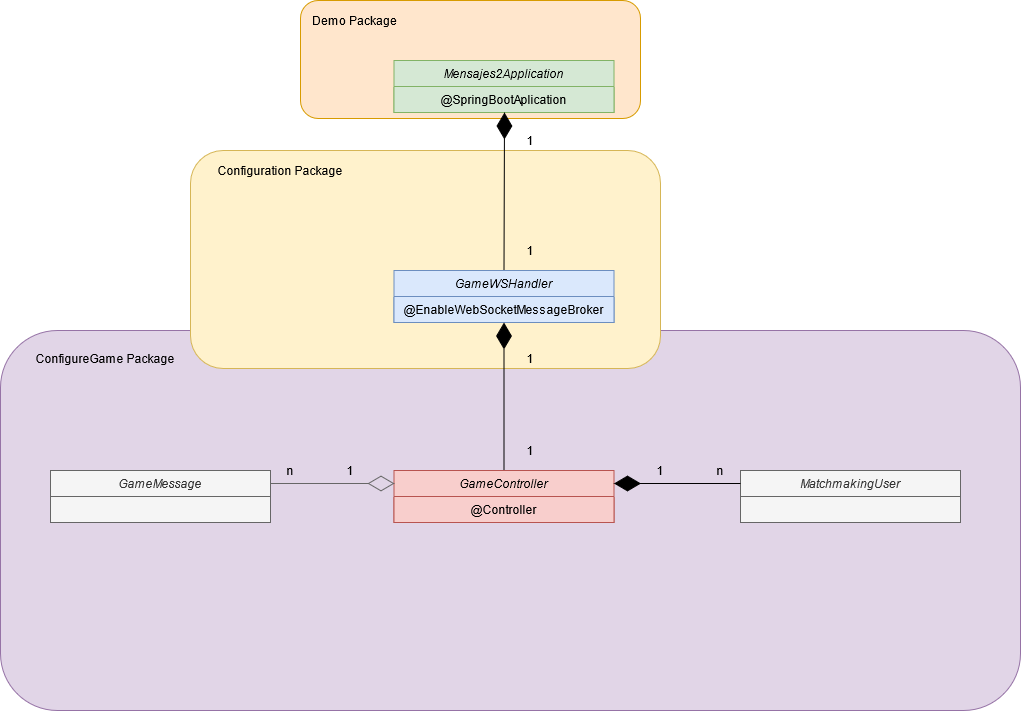 Demo Package
Mensajes2Application
@SpringBootAplication
1
Configuration Package
1
GameWSHandler
@EnableWebSocketMessageBroker
ConfigureGame Package
1
1
n
1
1
n
GameMessage
GameController
MatchmakingUser
@Controller